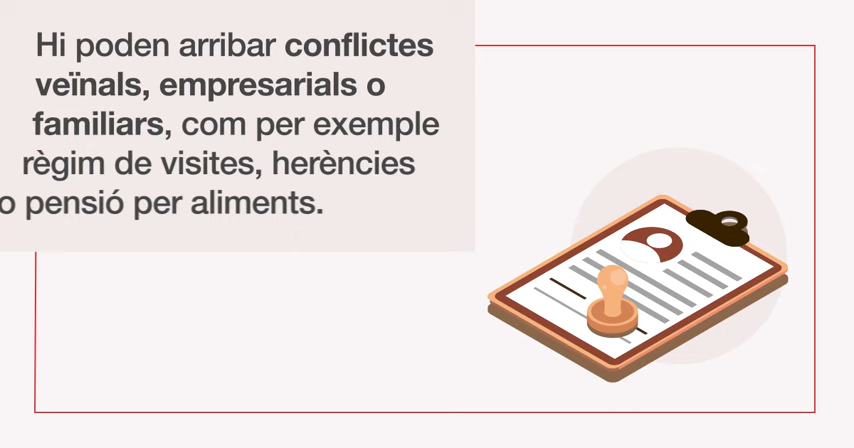 Hi poden arribar conflictes
veïnals, empresarials o
familiars, com per exemple
règim de visites, herències
o pensió per aliments.